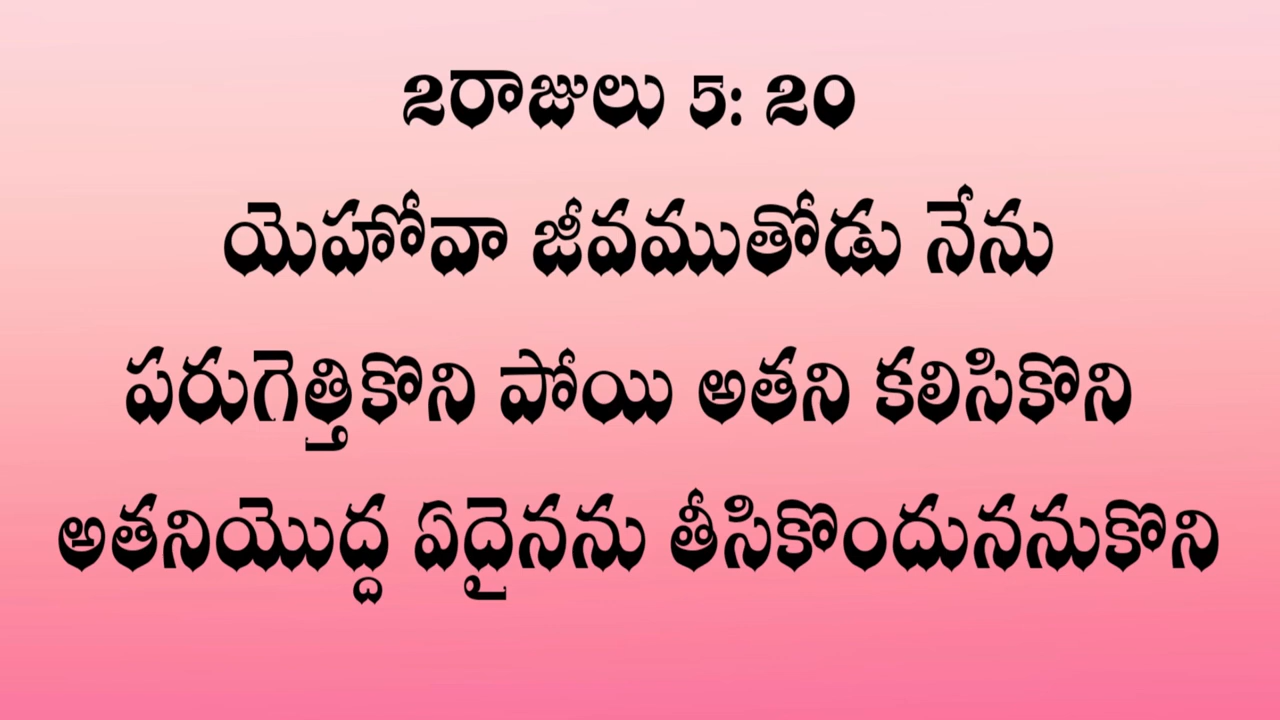 2రాజులు 5: 20
యెహోవా జీవముతోడు నేను
పరుగెత్తికొని పోయి అతని కలిసికొని
అతనియొద్ద ఏదైనను తీసికొందుననుకొని